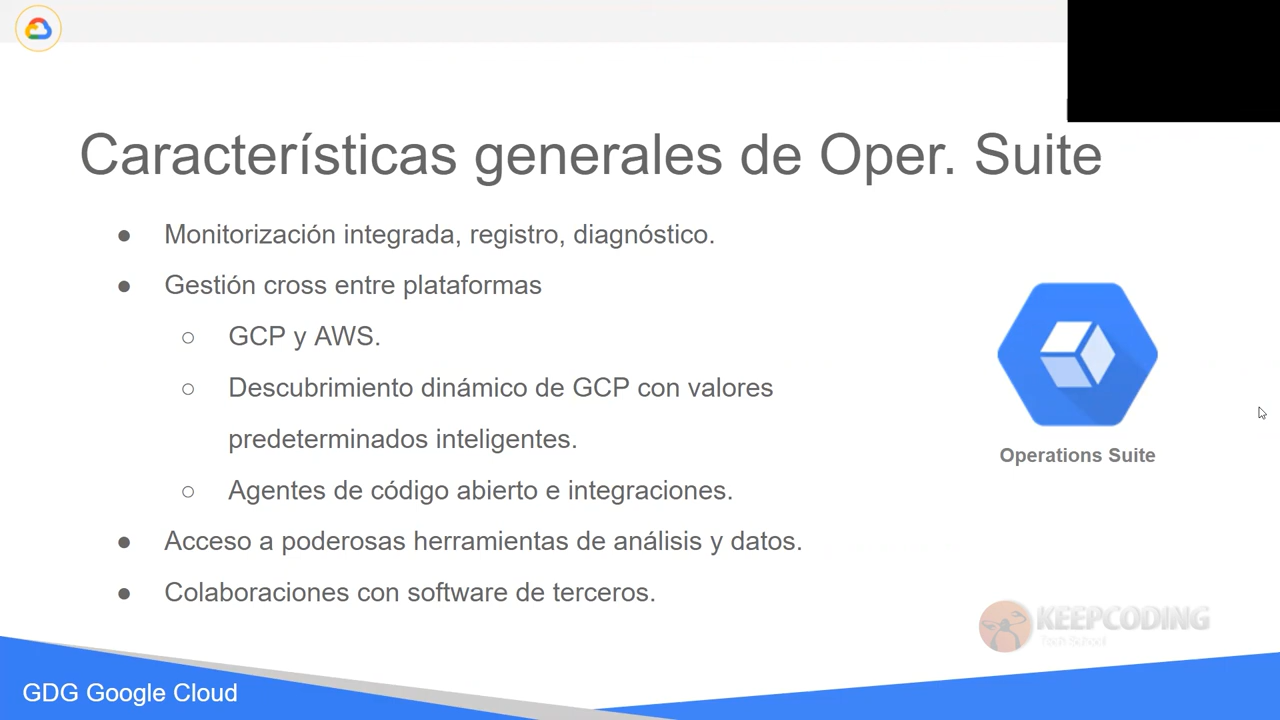 Características generales de Oper. Suite
● Monitorización integrada, registro, diagnóstico.
● Gestión cross entre plataformas
○ GCP y AWS.
○ Descubrimiento dinámico de GCP con valores
predeterminados inteligentes.
○ Agentes de código abierto e integraciones.
● Acceso a poderosas herramientas de análisis y datos.
● Colaboraciones con software de terceros.
Operations Suite
KEEPCODING
Tech School
GDG Google Cloud